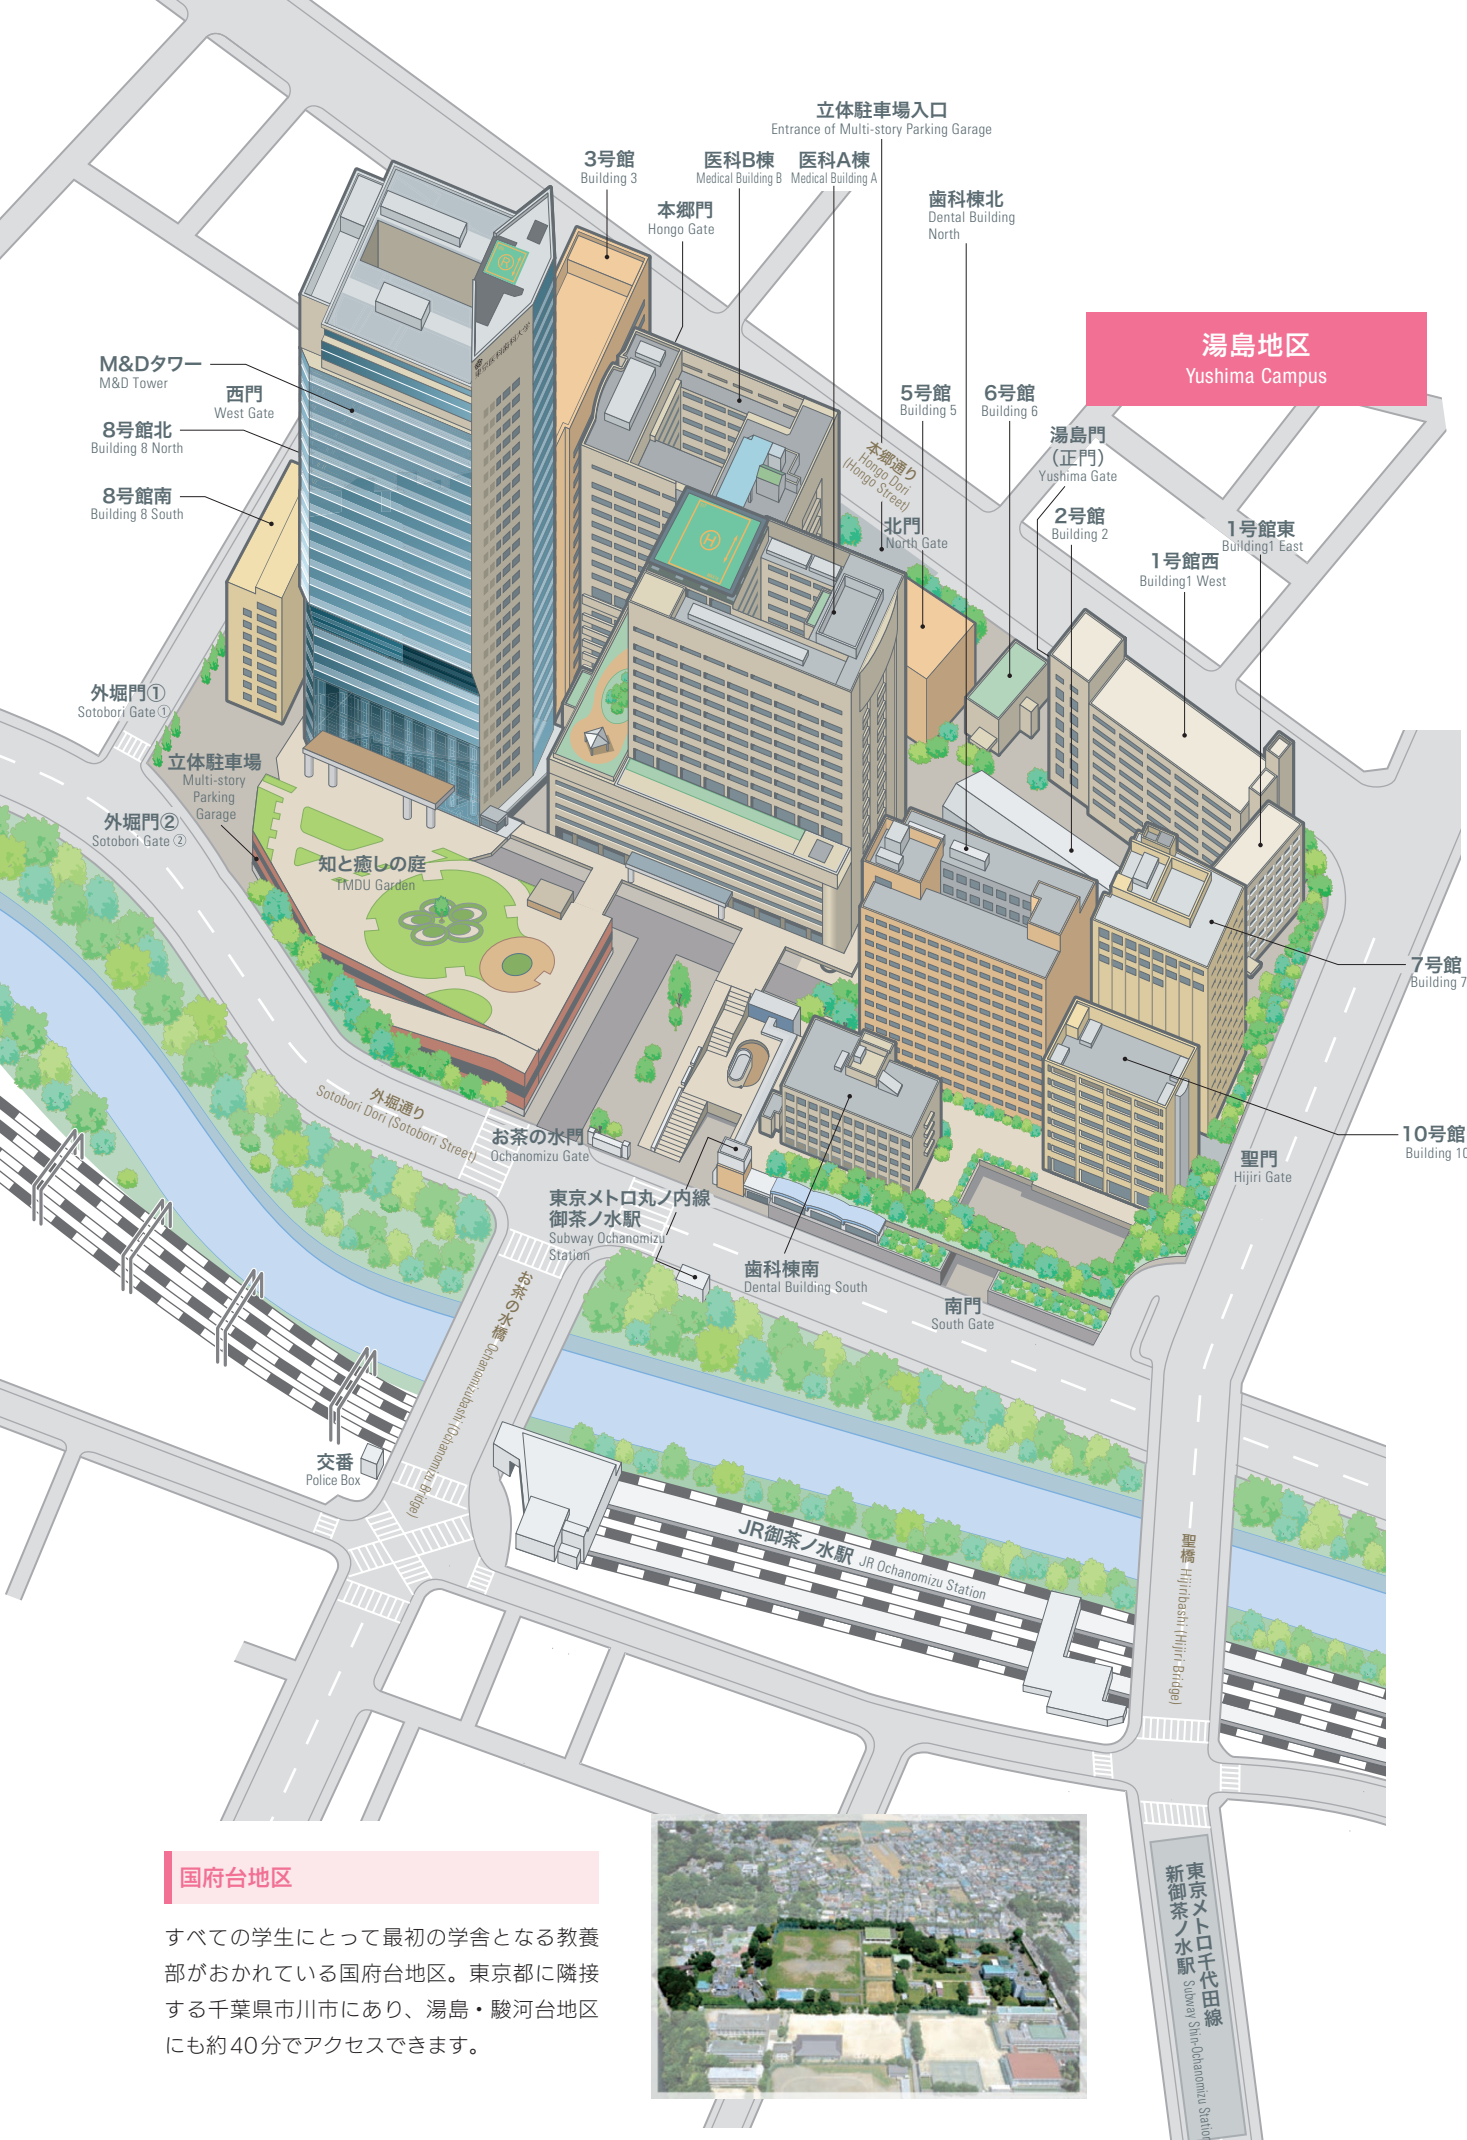 立体駐車場入口
Entrance of Multi-story Parking Garage
3号館
Building 3
医科B棟
Medical Building B
医科A棟
Medical Building A
本郷門
Hongo Gate
歯科棟北
Dental Building
North
湯島地区
Yushima Campus
東京医科歯科大学
M&Dタワー
M&D Tower
西門
West Gate
8号館北
Building 8 North
8号館南
Building 8 South
5号館
Building 5
6号館
Building 6
湯島門
(正門)
Yushima Gate
本郷通り
Hongo Dori
(Hongo Street)
北門
North Gate
2号館
Building 2
1号館東
Building1 East
1号館西
Building1 West
R
H
外堀門①
Sotobori Gate①
立体駐車場
Multi-story
Parking
Garage
外堀門②
Sotobori Gate②
知と癒しの庭
TMDU Garden
7号館
Building 7
外堀通り
Sotobori Dori (Sotobori Street)
お茶の水門
Ochanomizu Gate
10号館
Building 10
聖門
Hijiri Gate
東京メトロ丸ノ内線
御茶ノ水駅
Subway Ochanomizu
Station
歯科棟南
Dental Building South
南門
South Gate
お茶の水橋 Ochanomizubashi (Ochanomizu Bridge)
交番
Police Box
JR御茶ノ水駅 JR Ochanomizu Station
聖橋 Hijiribashi (Hijiri Bridge)
東京メトロ千代田線
新御茶ノ水駅 Subway Shin-Ochanomizu Station
国府台地区
すべての学生にとって最初の学舎となる教養
部がおかれている国府台地区。東京都に隣接
する千葉県市川市にあり、湯島・駿河台地区
にも約40分でアクセスできます。